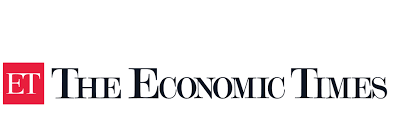 ET THE ECONOMIC TIMES